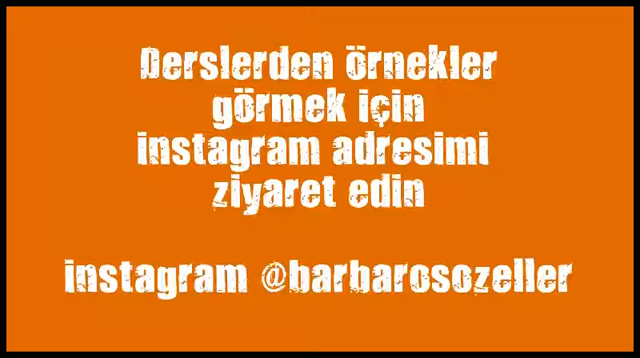 Derslerden örnekler
görmek için
instagram adresimi
ziyaret edin
instagram @barbarosozeller